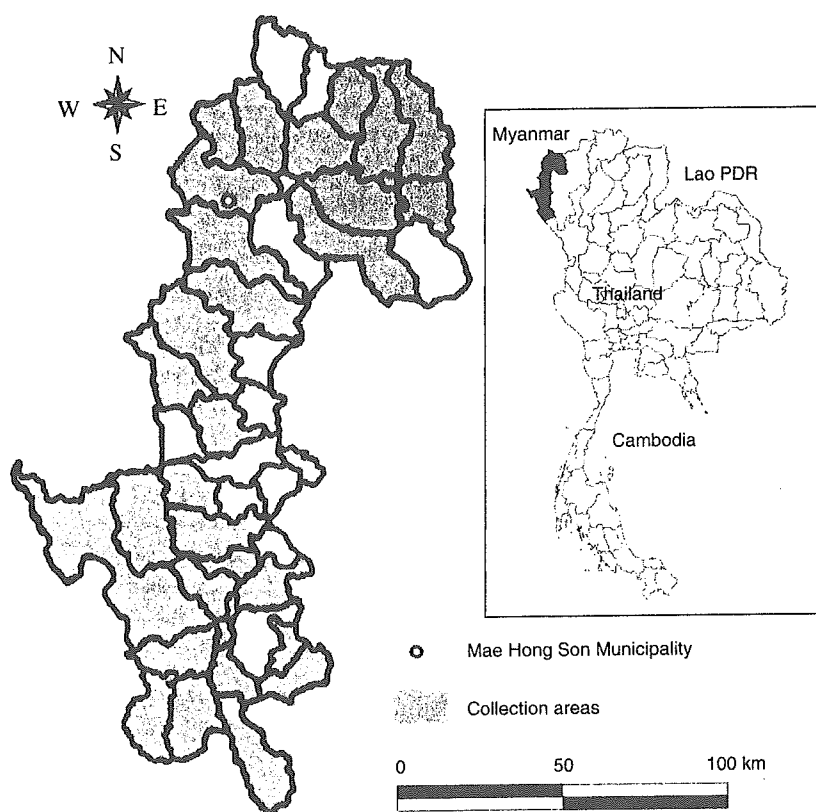 N
W E
S
Myanmar
Lao PDR
Thailand
Cambodia
Mae Hong Son Municipality
Collection areas
0 50 100 km